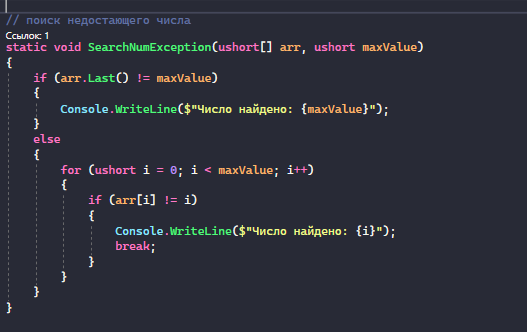 // поиск недостающего числа
Ссылок: 1
static void SearchNumException(ushort[] arr, ushort maxValue)
{
    if (arr.Last() != maxValue)
    {
        Console.WriteLine($"Число найдено: {maxValue}");
    }
    else
    {
        for (ushort i = 0; i < maxValue; i++)
        {
            if (arr[i] != i)
            {
                Console.WriteLine($"Число найдено: {i}");
                break;
            }
        }
    }
}